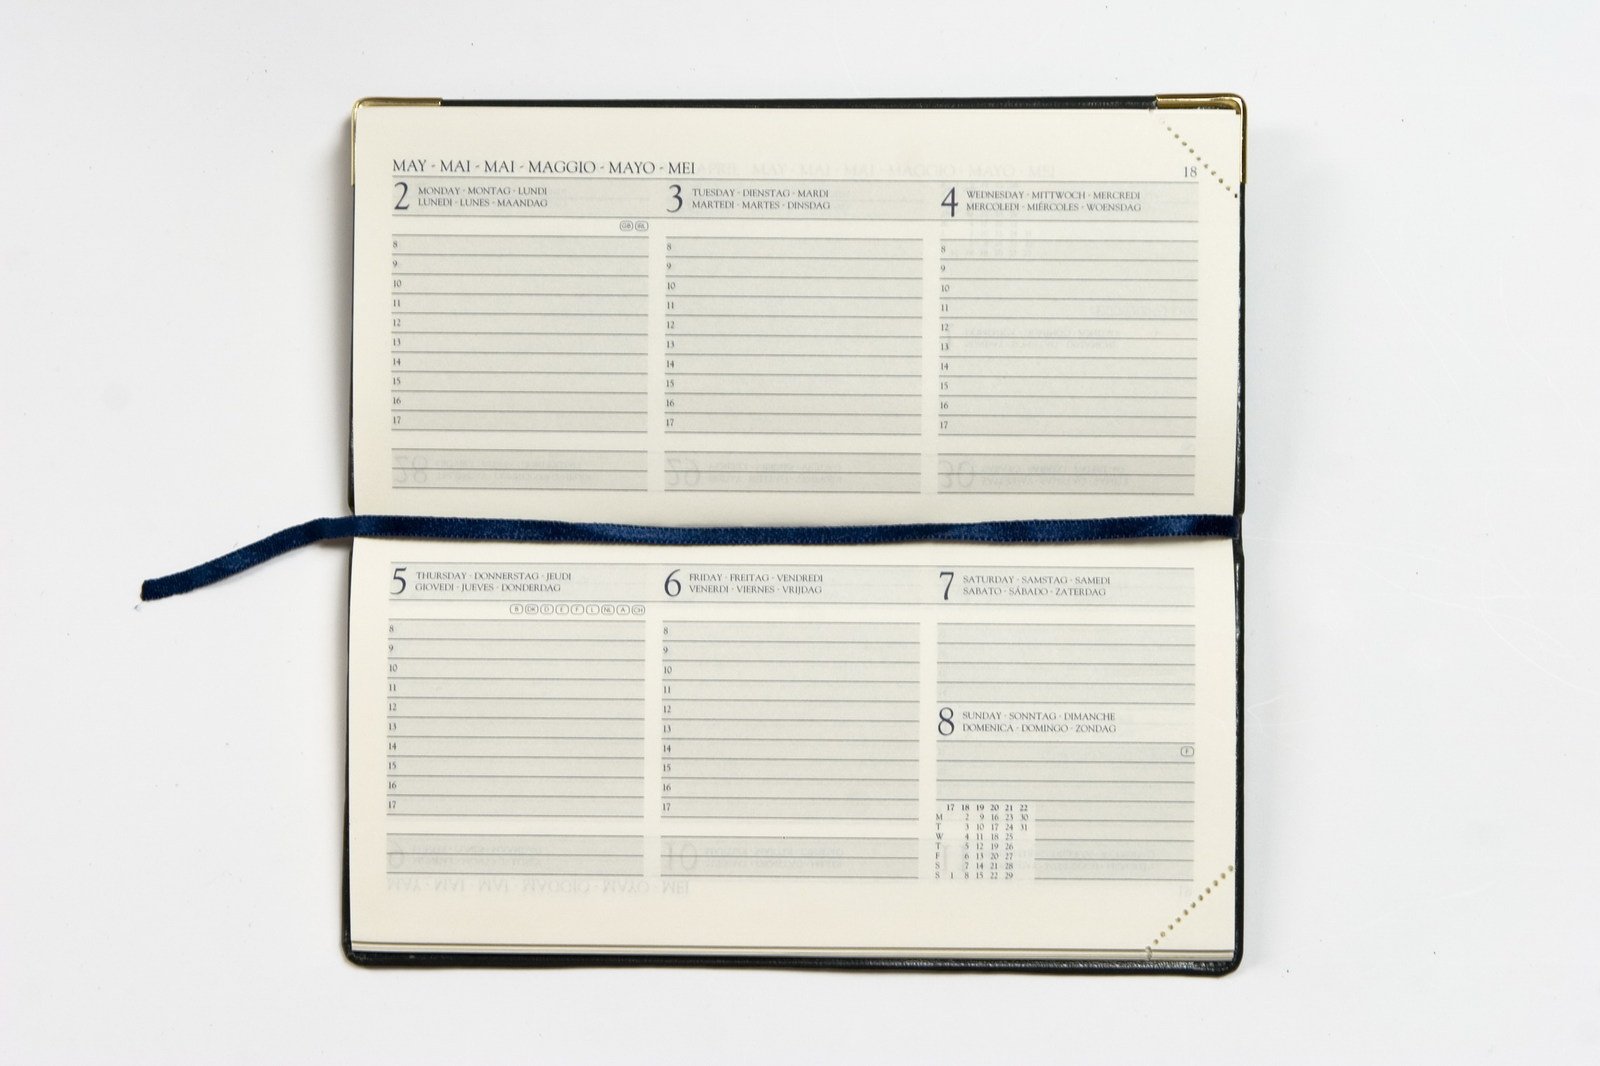 MAY - MAI - MAI - MAGGIO - MAYO - MEI
18
2 MONDAY · MONTAG · LUNDI
LUNEDI · LUNES · MAANDAG
GB IRL
8
9
10
11
12
13
14
15
16
17
3 TUESDAY · DIENSTAG · MARDI
MARTEDI · MARTES · DINSDAG
8
9
10
11
12
13
14
15
16
17
4 WEDNESDAY · MITTWOCH · MERCREDI
MERCOLEDI · MIÉRCOLES · WOENSDAG
8
9
10
11
12
13
14
15
16
17
5 THURSDAY · DONNERSTAG · JEUDI
GIOVEDI · JUEVES · DONDERDAG
B DK D E F L NL A CH
8
9
10
11
12
13
14
15
16
17
6 FRIDAY · FREITAG · VENDREDI
VENERDI · VIERNES · VRIJDAG
8
9
10
11
12
13
14
15
16
17
7 SATURDAY · SAMSTAG · SAMEDI
SABATO · SÁBADO · ZATERDAG
8 SUNDAY · SONNTAG · DIMANCHE
DOMENICA · DOMINGO · ZONDAG
F
17 18 19 20 21 22
M 2 9 16 23 30
T 3 10 17 24 31
W 4 11 18 25
T 5 12 19 26
F 6 13 20 27
S 7 14 21 28
S 1 8 15 22 29